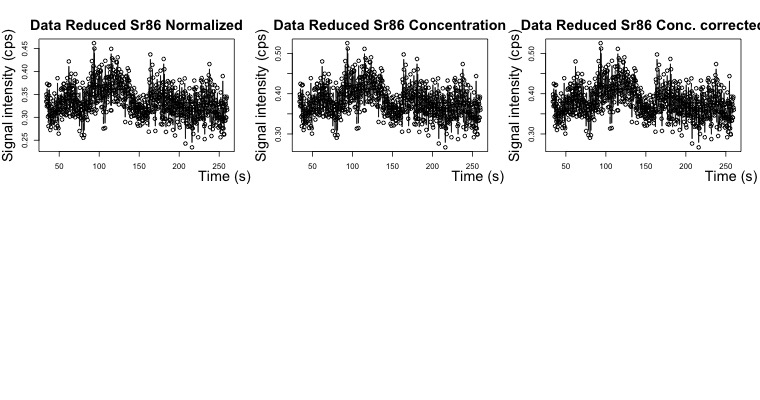 Data Reduced Sr86 Normalized
Signal intensity (cps)
0.45
0.40
0.35
0.30
0.25
50
100
150
200
250
Time (s)
Data Reduced Sr86 Concentration
Signal intensity (cps)
0.50
0.40
0.30
50
100
150
200
250
Time (s)
Data Reduced Sr86 Conc. corrected
Signal intensity (cps)
0.50
0.40
0.30
50
100
150
200
250
Time (s)